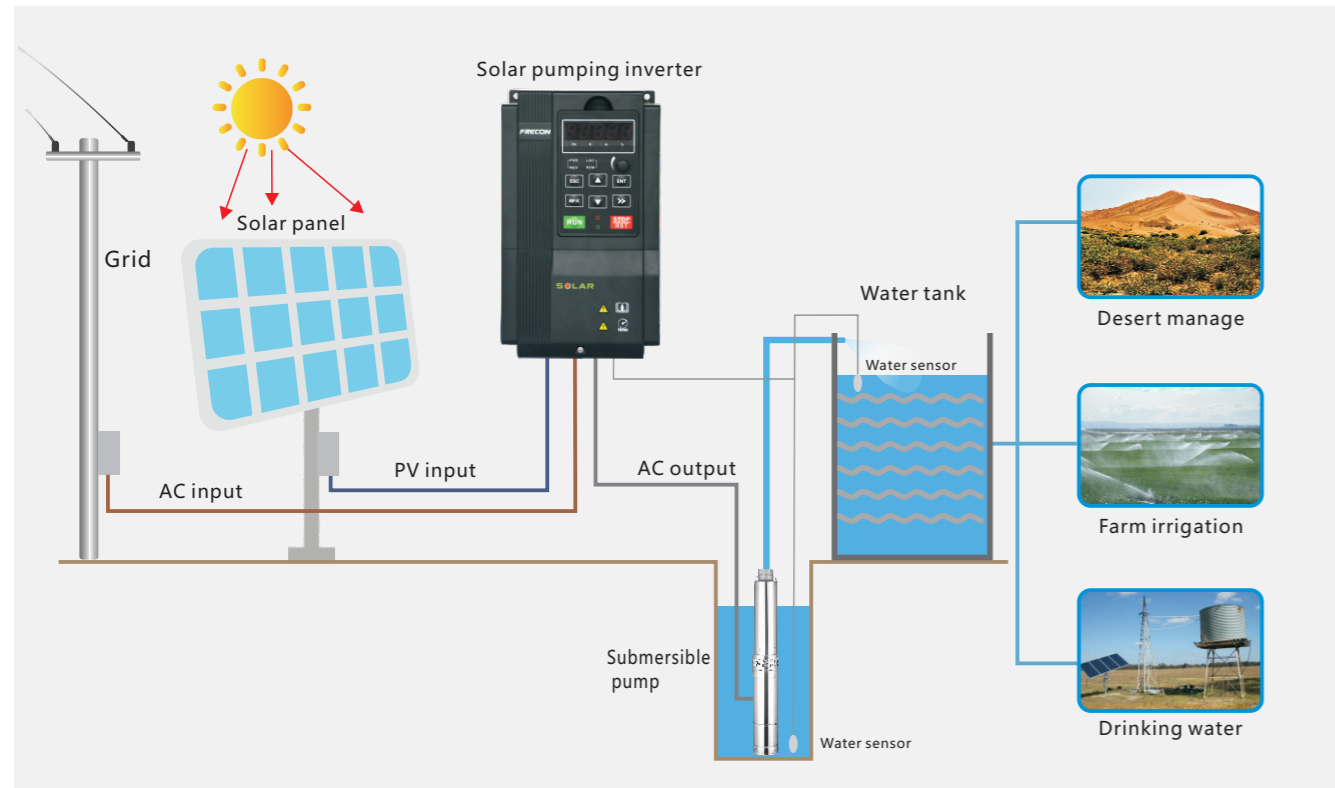 Solar pumping inverter
FRECON
ESC
ENT
MFK
RUN
STOP
RST
SOLAR
Solar panel
Grid
Water tank
Water sensor
Desert manage
PV input
AC input
AC output
Farm irrigation
Submersible
pump
Water sensor
Drinking water